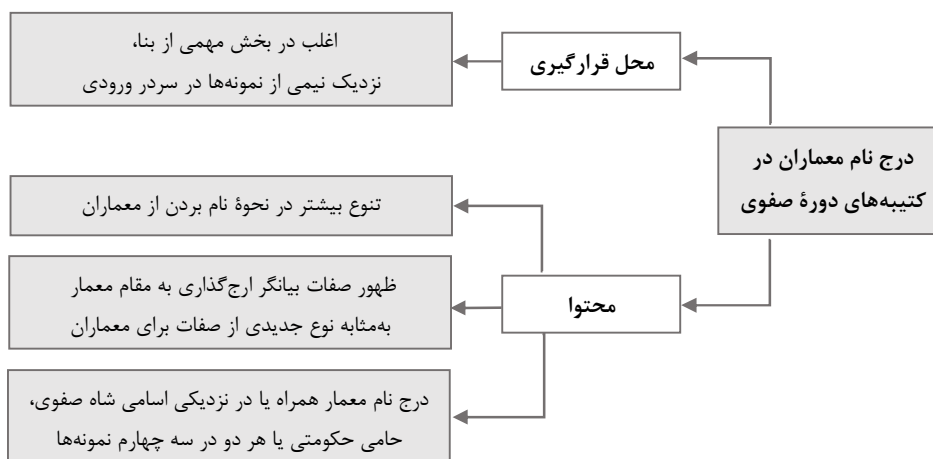 درج نام معماران در
کتیبه‌های دورهٔ صفوی
محل قرارگیری
اغلب در بخش مهمی از بنا،
نزدیک نیمی از نمونه‌ها در سردر ورودی
محتوا
تنوع بیشتر در نحوهٔ نام بردن از معماران
ظهور صفات بیانگر ارج‌گذاری به مقام معمار
به‌مثابه نوع جدیدی از صفات برای معماران
درج نام معمار همراه یا در نزدیکی اسامی شاه صفوی،
حامی حکومتی یا هر دو در سه چهارم نمونه‌ها